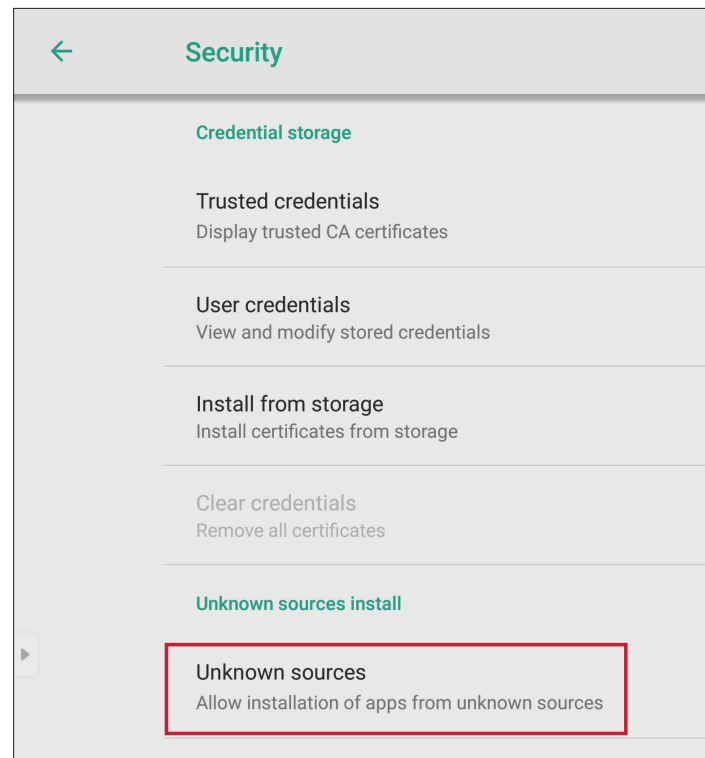 Security
Credential storage
Trusted credentials
Display trusted CA certificates
User credentials
View and modify stored credentials
Install from storage
Install certificates from storage
Clear credentials
Remove all certificates
Unknown sources install
Unknown sources
Allow installation of apps from unknown sources